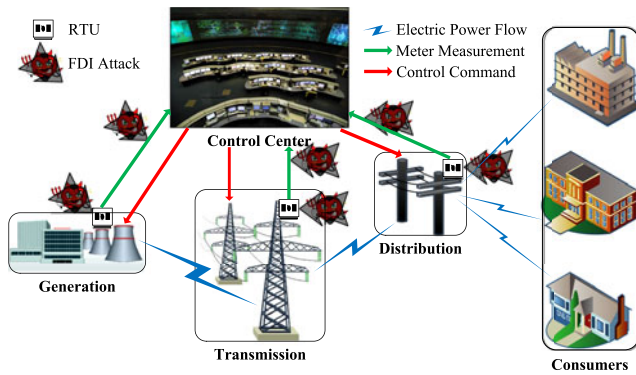 RTU
FDI Attack
Electric Power Flow
Meter Measurement
Control Command
Control Center
Generation
Transmission
Distribution
Consumers